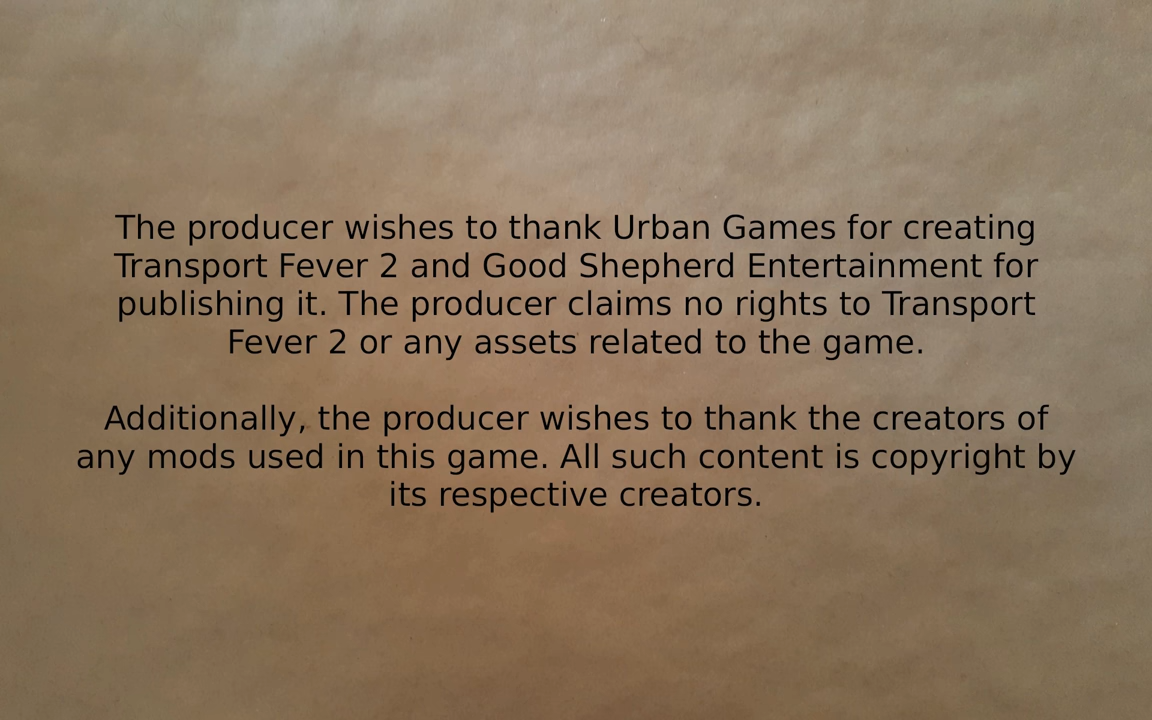 The producer wishes to thank Urban Games for creating
Transport Fever 2 and Good Shepherd Entertainment for
publishing it. The producer claims no rights to Transport
Fever 2 or any assets related to the game.
Additionally, the producer wishes to thank the creators of
any mods used in this game. All such content is copyright by
its respective creators.